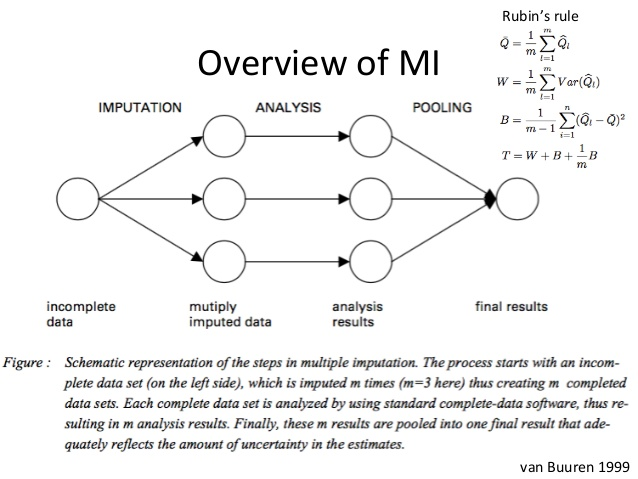 Rubin's rule
Q̄ = 1/m ∑_{l=1}^{m} Q̂_l
W = 1/m ∑_{l=1}^{m} Var(Q̂_l)
B = 1/(m − 1) ∑_{i=1}^{n} (Q̂_l − Q̄)²
T = W + B + 1/m B
Overview of MI
IMPUTATION ANALYSIS POOLING
incomplete data
mutiply imputed data
analysis results
final results
Figure : Schematic representation of the steps in multiple imputation. The process starts with an incom-
plete data set (on the left side), which is imputed m times (m=3 here) thus creating m completed
data sets. Each complete data set is analyzed by using standard complete-data software, thus re-
sulting in m analysis results. Finally, these m results are pooled into one final result that ade-
quately reflects the amount of uncertainty in the estimates.
van Buuren 1999